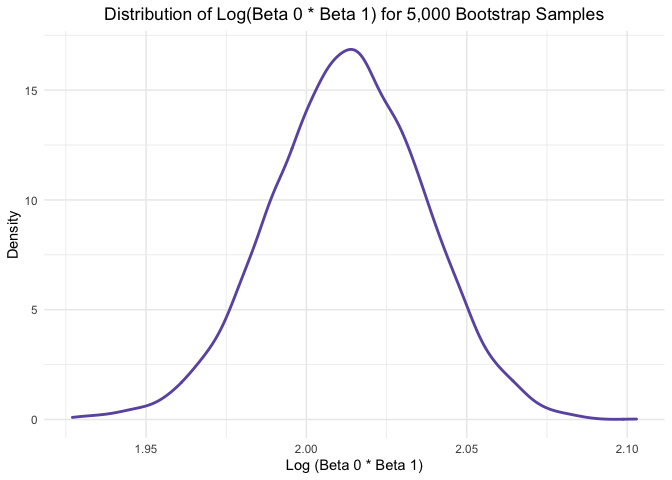 Distribution of Log(Beta 0 * Beta 1) for 5,000 Bootstrap Samples
15
10
5
0
Density
1.95 2.00 2.05 2.10
Log (Beta 0 * Beta 1)